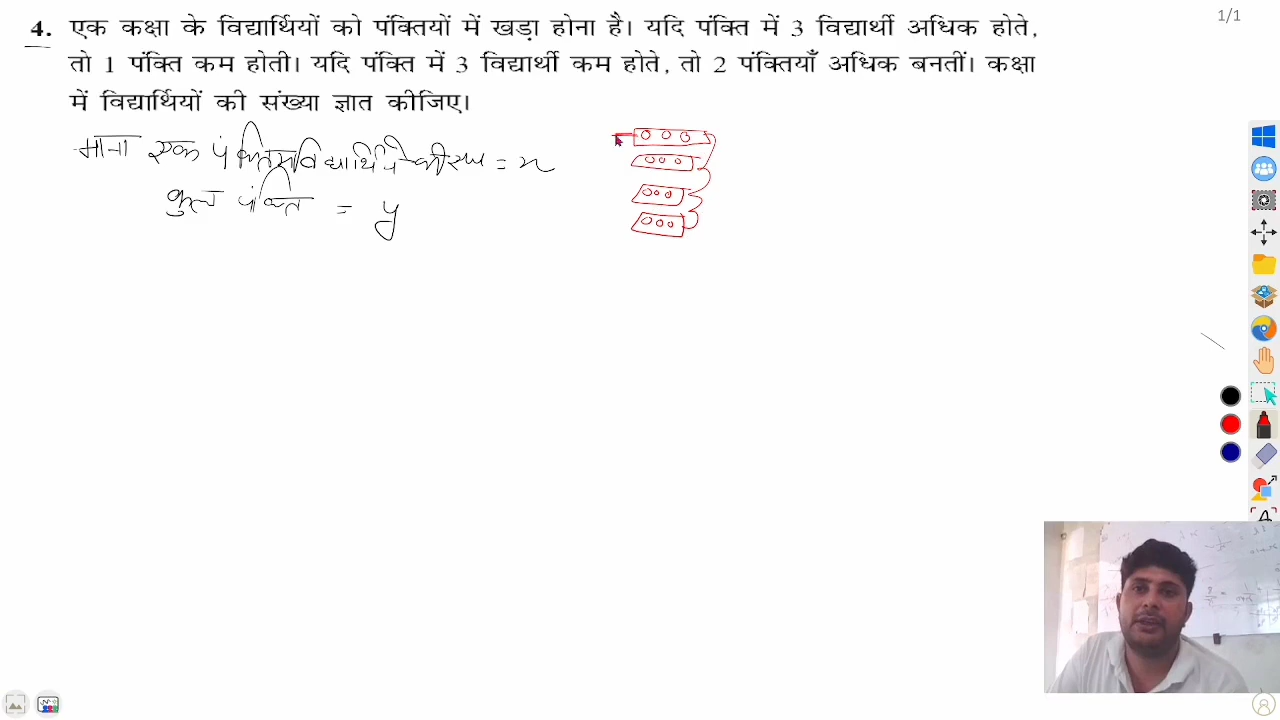 1/1
4. एक कक्षा के विद्यार्थियों को पंक्तियों में खड़ा होना है। यदि पंक्ति में 3 विद्यार्थी अधिक होते,
तो 1 पंक्ति कम होती। यदि पंक्ति में 3 विद्यार्थी कम होते, तो 2 पंक्तियाँ अधिक बनतीं। कक्षा
में विद्यार्थियों की संख्या ज्ञात कीजिए।
माना एक पंक्ति में विद्यार्थियों की = x
कुल पंक्ति = y